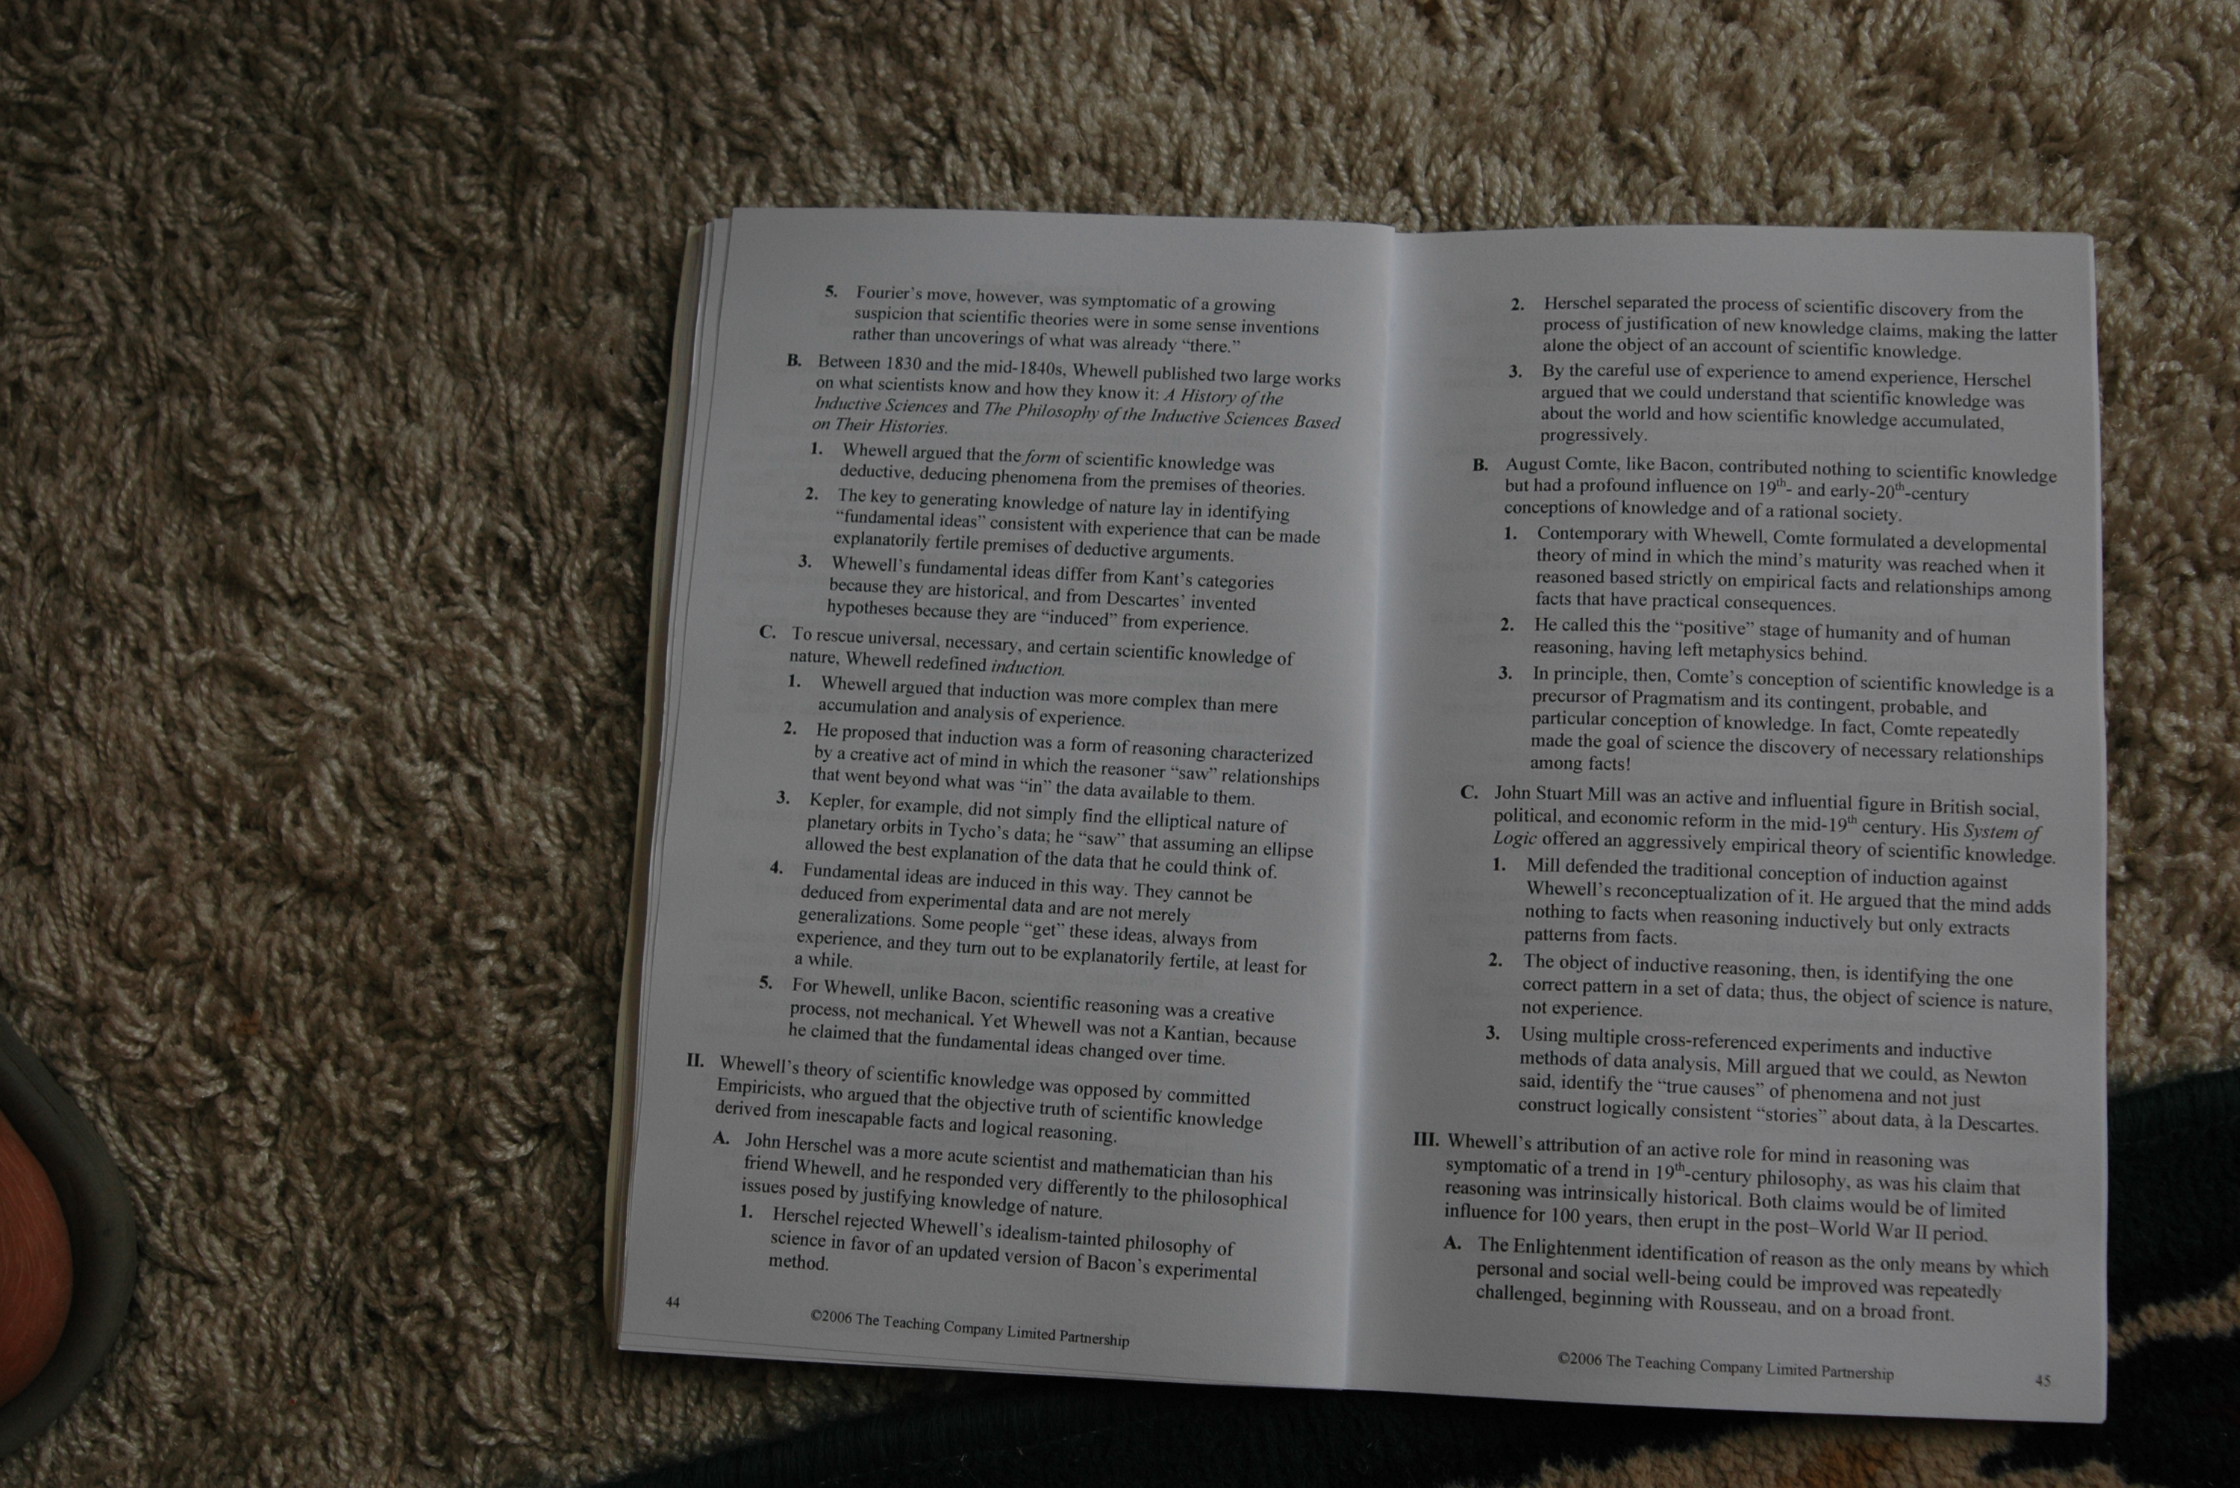 5. Fourier's move, however, was symptomatic of a growing
suspicion that scientific theories were in some sense inventions
rather than uncoverings of what was already “there.”
B. Between 1830 and the mid-1840s, Whewell published two large works
on what scientists know and how they know it: A History of the
Inductive Sciences and The Philosophy of the Inductive Sciences Based
on Their Histories.
1. Whewell argued that the form of scientific knowledge was
deductive, deducing phenomena from the premises of theories.
2. The key to generating knowledge of nature lay in identifying
“fundamental ideas” consistent with experience that can be made
explanatorily fertile premises of deductive arguments.
3. Whewell's fundamental ideas differ from Kant's categories
because they are historical, and from Descartes' invented
hypotheses because they are “induced” from experience.
C. To rescue universal, necessary, and certain scientific knowledge of
nature, Whewell redefined induction.
1. Whewell argued that induction was more complex than mere
accumulation and analysis of experience.
2. He proposed that induction was a form of reasoning characterized
by a creative act of mind in which the reasoner “saw” relationships
that went beyond what was “in” the data available to them.
3. Kepler, for example, did not simply find the elliptical nature of
planetary orbits in Tycho's data; he “saw” that assuming an ellipse
allowed the best explanation of the data that he could think of.
4. Fundamental ideas are induced in this way. They cannot be
deduced from experimental data and are not merely
generalizations. Some people “get” these ideas, always from
experience, and they turn out to be explanatorily fertile, at least for
a while.
5. For Whewell, unlike Bacon, scientific reasoning was a creative
process, not mechanical. Yet Whewell was not a Kantian, because
he claimed that the fundamental ideas changed over time.
II. Whewell's theory of scientific knowledge was opposed by committed
Empiricists, who argued that the objective truth of scientific knowledge
derived from inescapable facts and logical reasoning.
A. John Herschel was a more acute scientist and mathematician than his
friend Whewell, and he responded very differently to the philosophical
issues posed by justifying knowledge of nature.
1. Herschel rejected Whewell's idealism-tainted philosophy of
science in favor of an updated version of Bacon's experimental
method.
44
©2006 The Teaching Company Limited Partnership
2. Herschel separated the process of scientific discovery from the
process of justification of new knowledge claims, making the latter
alone the object of an account of scientific knowledge.
3. By the careful use of experience to amend experience, Herschel
argued that we could understand that scientific knowledge was
about the world and how scientific knowledge accumulated,
progressively.
B. August Comte, like Bacon, contributed nothing to scientific knowledge
but had a profound influence on 19th- and early-20th-century
conceptions of knowledge and of a rational society.
1. Contemporary with Whewell, Comte formulated a developmental
theory of mind in which the mind's maturity was reached when it
reasoned based strictly on empirical facts and relationships among
facts that have practical consequences.
2. He called this the “positive” stage of humanity and of human
reasoning, having left metaphysics behind.
3. In principle, then, Comte's conception of scientific knowledge is a
precursor of Pragmatism and its contingent, probable, and
particular conception of knowledge. In fact, Comte repeatedly
made the goal of science the discovery of necessary relationships
among facts!
C. John Stuart Mill was an active and influential figure in British social,
political, and economic reform in the mid-19th century. His System of
Logic offered an aggressively empirical theory of scientific knowledge.
1. Mill defended the traditional conception of induction against
Whewell's reconceptualization of it. He argued that the mind adds
nothing to facts when reasoning inductively but only extracts
patterns from facts.
2. The object of inductive reasoning, then, is identifying the one
correct pattern in a set of data; thus, the object of science is nature,
not experience.
3. Using multiple cross-referenced experiments and inductive
methods of data analysis, Mill argued that we could, as Newton
said, identify the “true causes” of phenomena and not just
construct logically consistent “stories” about data, à la Descartes.
III. Whewell's attribution of an active role for mind in reasoning was
symptomatic of a trend in 19th-century philosophy, as was his claim that
reasoning was intrinsically historical. Both claims would be of limited
influence for 100 years, then erupt in the post–World War II period.
A. The Enlightenment identification of reason as the only means by which
personal and social well-being could be improved was repeatedly
challenged, beginning with Rousseau, and on a broad front.
©2006 The Teaching Company Limited Partnership
45